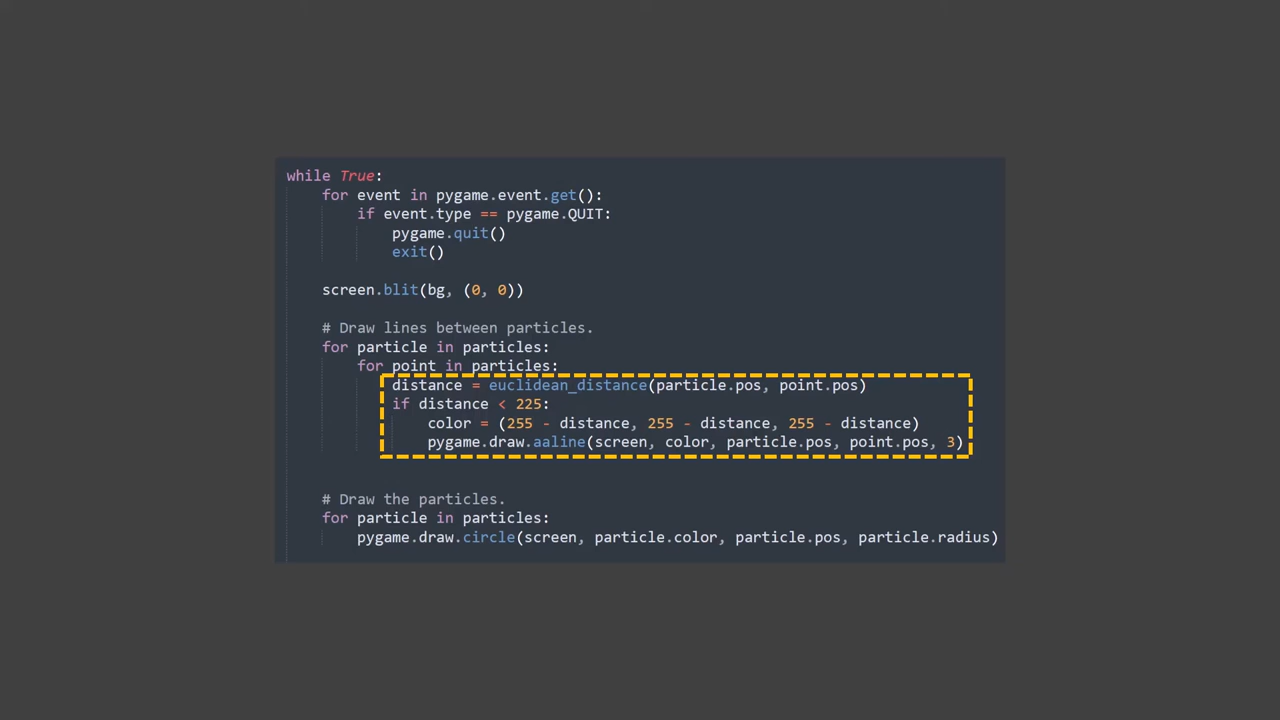 while True:
    for event in pygame.event.get():
        if event.type == pygame.QUIT:
            pygame.quit()
            exit()
    screen.blit(bg, (0, 0))
    # Draw lines between particles.
    for particle in particles:
        for point in particles:
            distance = euclidean_distance(particle.pos, point.pos)
            if distance < 225:
                color = (255 - distance, 255 - distance, 255 - distance)
                pygame.draw.aaline(screen, color, particle.pos, point.pos, 3)
    # Draw the particles.
    for particle in particles:
        pygame.draw.circle(screen, particle.color, particle.pos, particle.radius)